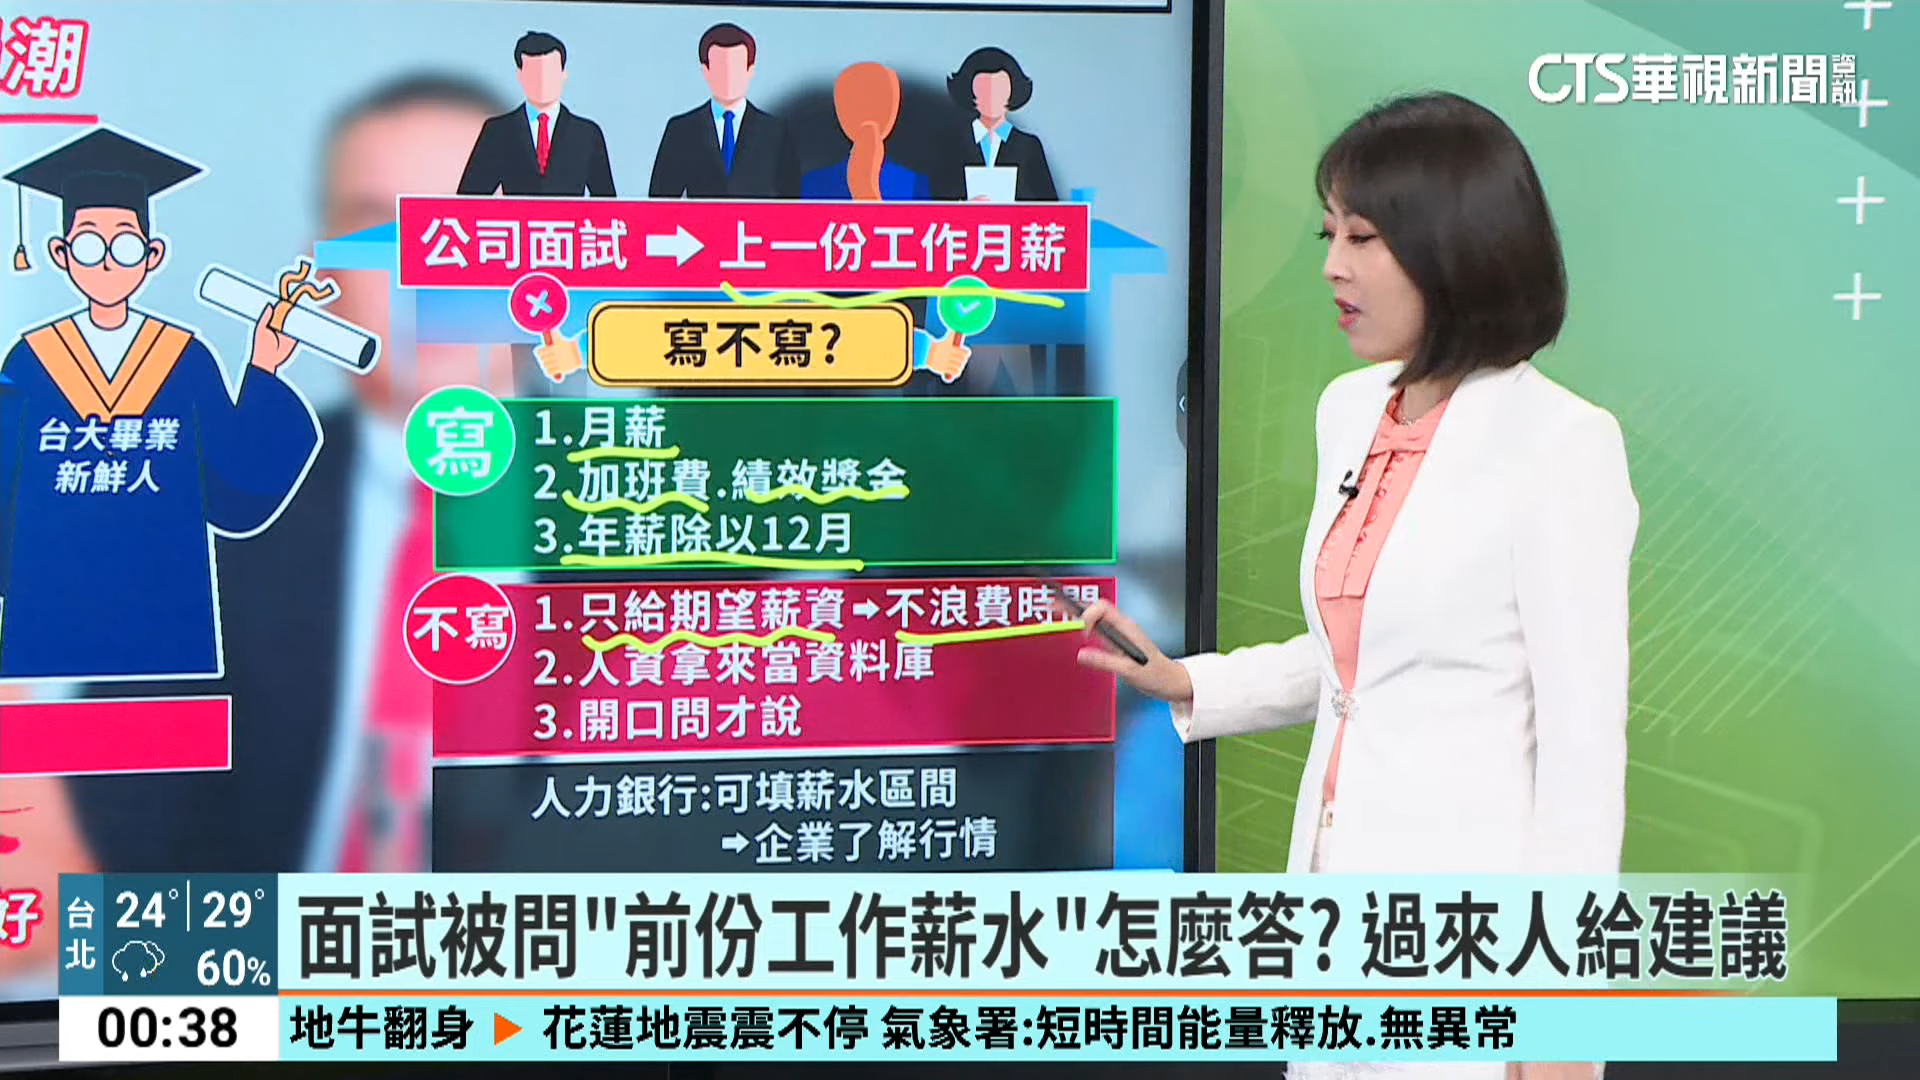 潮
CTS華視新聞資訊
公司面試➡上一份工作月薪
寫不寫?
台大畢業
新鮮人
寫
1.月薪
2.加班費.績效獎金
3.年薪除以12月
不寫
1.只給期望薪資➡不浪費時間
2.人資拿來當資料庫
3.開口問才說
人力銀行:可填薪水區間
➡企業了解行情
好
台北
24° 29°
60%
面試被問"前份工作薪水"怎麼答? 過來人給建議
00:38
地牛翻身 ▶ 花蓮地震震不停 氣象署:短時間能量釋放.無異常